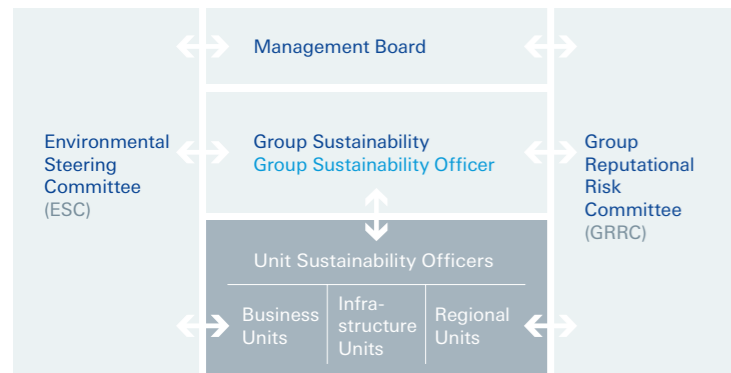 Management Board
Environmental
Steering
Committee
(ESC)
Group Sustainability
Group Sustainability Officer
Group
Reputational
Risk
Committee
(GRRC)
Unit Sustainability Officers
Business
Units
Infra-
structure
Units
Regional
Units